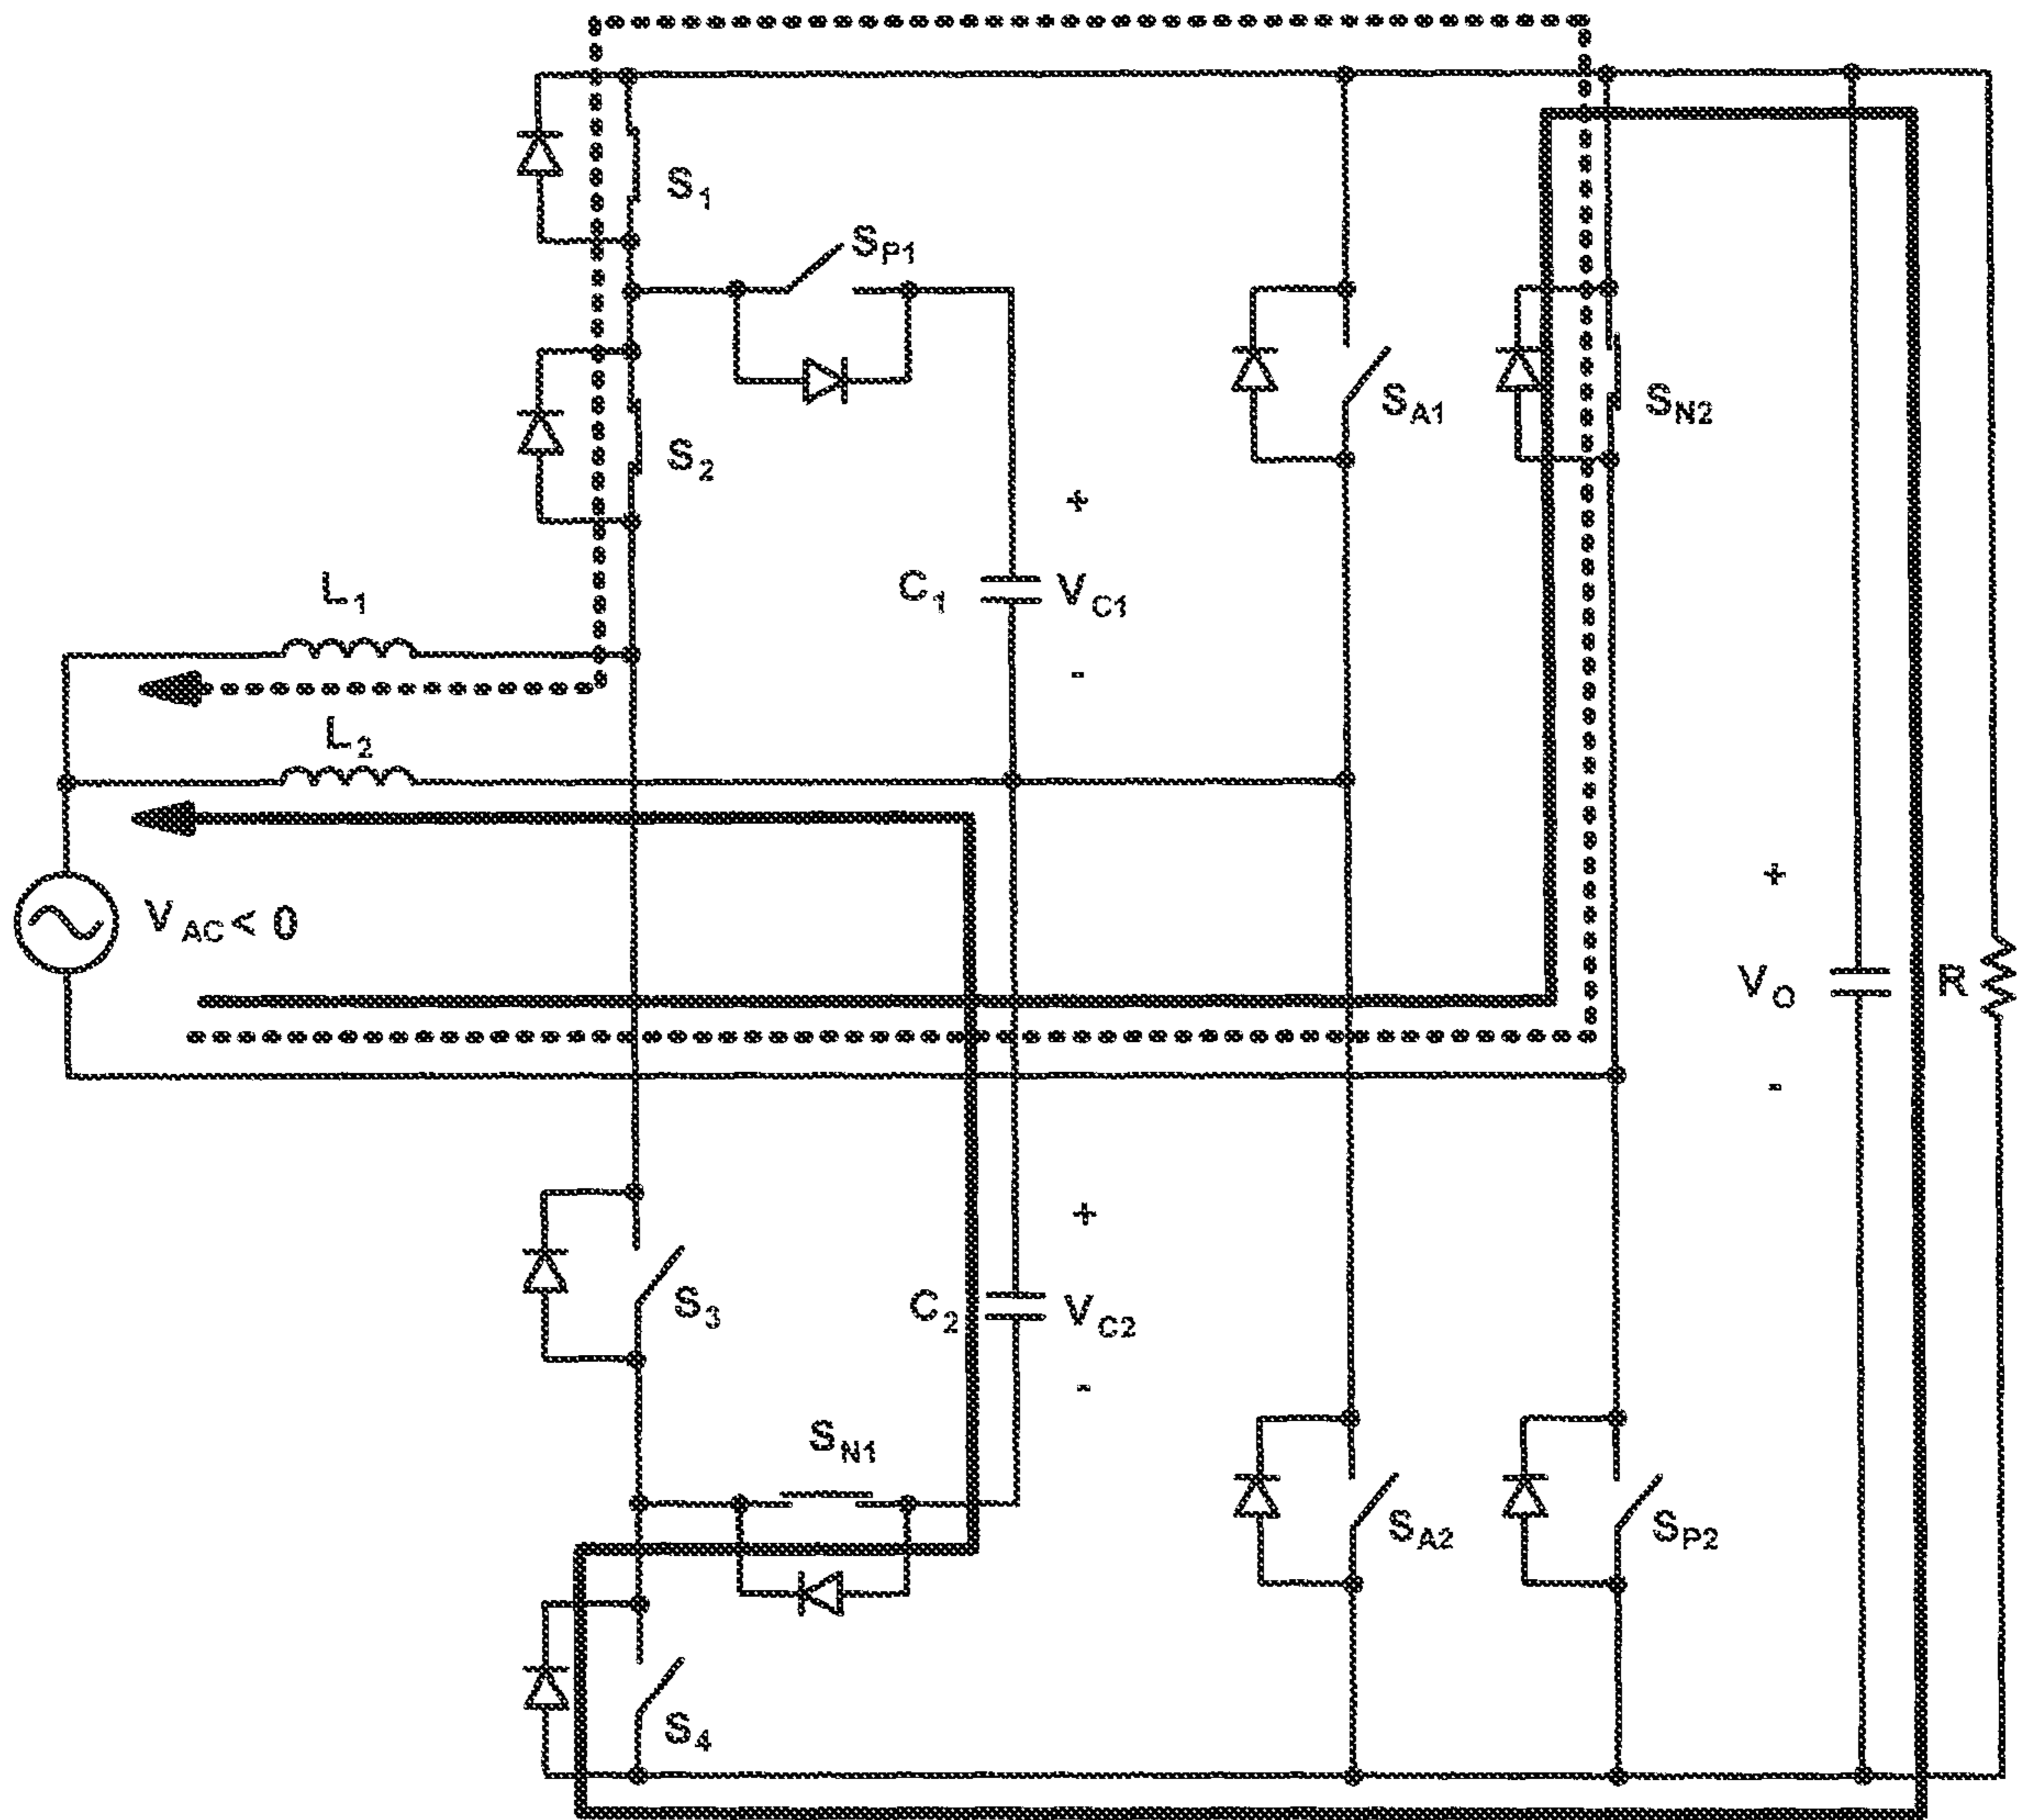 S1
SP1
SA1
SN2
S2
C1
+
VC1
-
L1
L2
VAC < 0
+
VO
-
R
S3
C2
+
VC2
-
SN1
SA2
SP2
S4